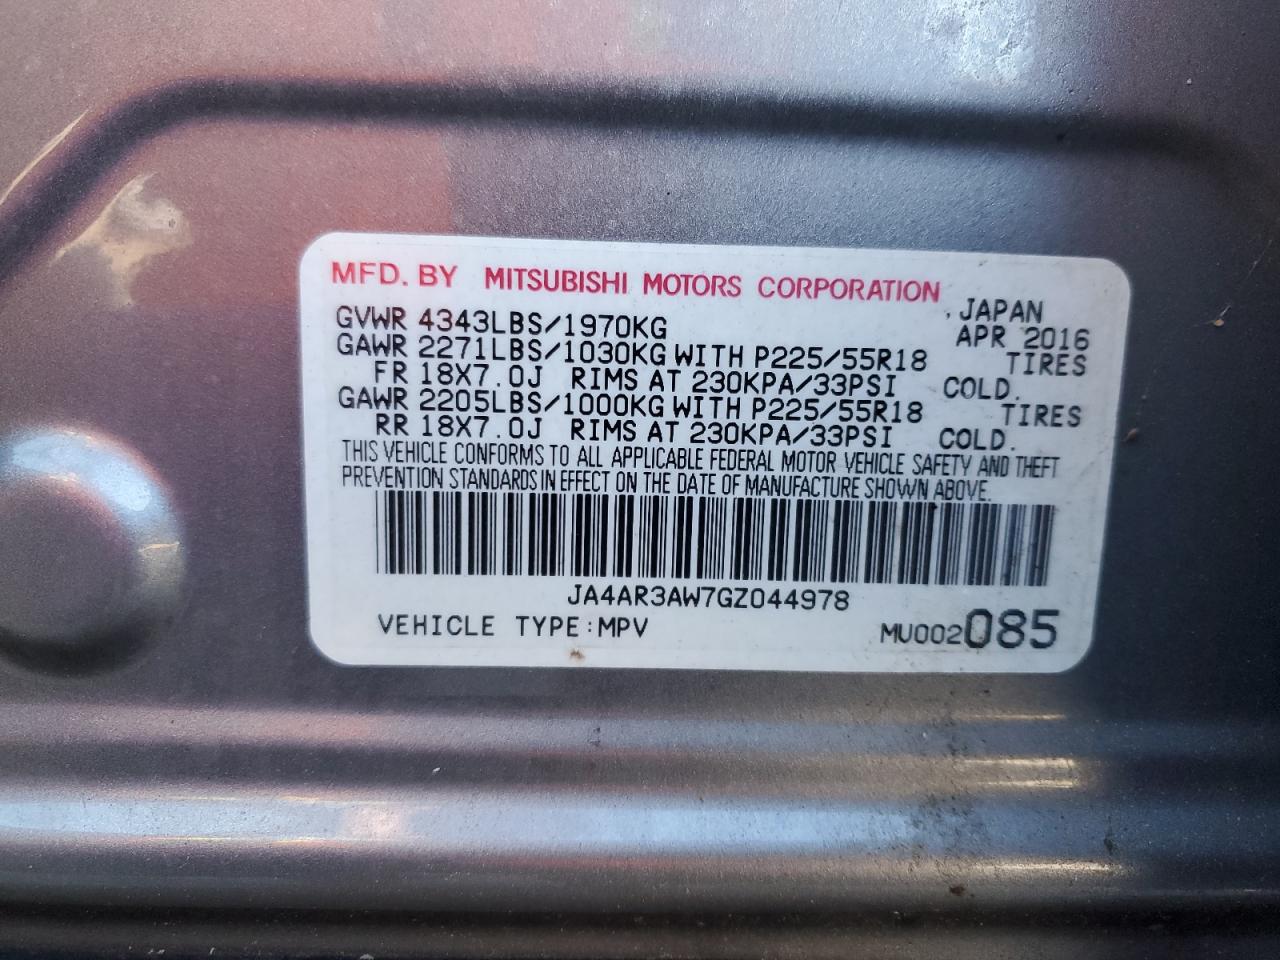 MFD. BY MITSUBISHI MOTORS CORPORATION
JAPAN
GVWR 4343LBS/1970KG APR 2016
GAWR 2271LBS/1030KG WITH P225/55R18 TIRES
FR 18X7.0J RIMS AT 230KPA/33PSI COLD.
GAWR 2205LBS/1000KG WITH P225/55R18 TIRES
RR 18X7.0J RIMS AT 230KPA/33PSI COLD.
THIS VEHICLE CONFORMS TO ALL APPLICABLE FEDERAL MOTOR VEHICLE SAFETY AND THEFT
PREVENTION STANDARDS IN EFFECT ON THE DATE OF MANUFACTURE SHOWN ABOVE.
JA4AR3AW7GZ044978
VEHICLE TYPE:MPV MU002085